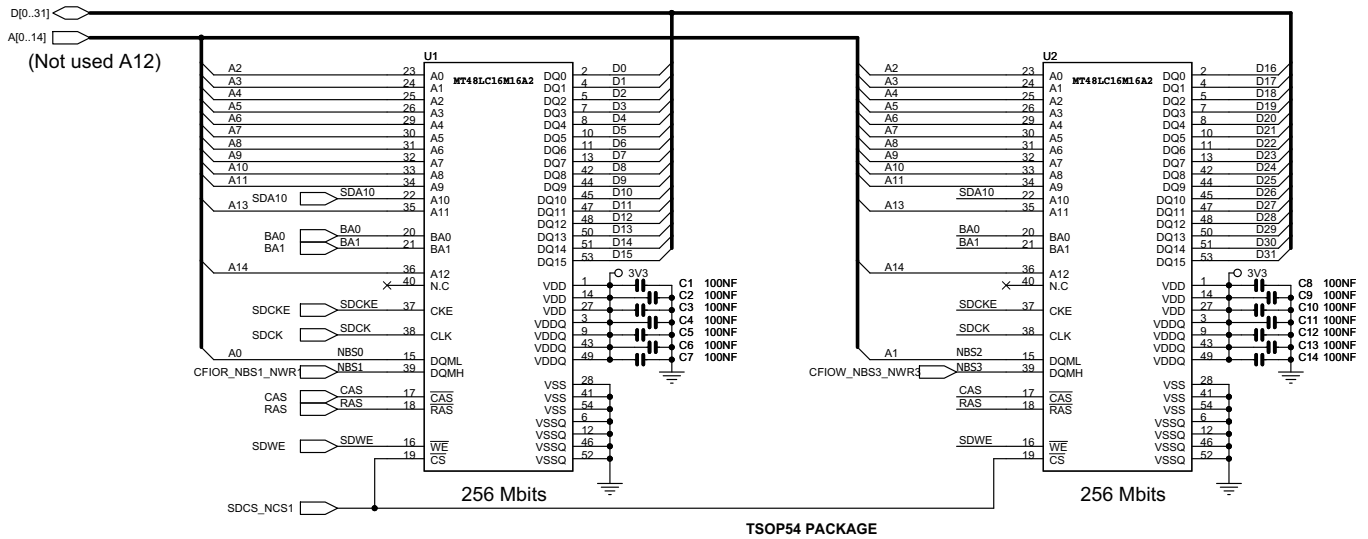 D[0..31]
A[0..14]
(Not used A12)
U1
MT48LC16M16A2
A2 23 A0 DQ0 2 D0
A3 24 A1 DQ1 4 D1
A4 25 A2 DQ2 5 D2
A5 26 A3 DQ3 7 D3
A6 29 A4 DQ4 8 D4
A7 30 A5 DQ5 10 D5
A8 31 A6 DQ6 11 D6
A9 32 A7 DQ7 13 D7
A10 33 A8 DQ8 42 D8
A11 34 A9 DQ9 44 D9
SDA10 SDA10 22 A10 DQ10 45 D10
A13 35 A11 DQ11 47 D11
DQ12 48 D12
BA0 BA0 20 BA0 DQ13 50 D13
BA1 BA1 21 BA1 DQ14 51 D14
DQ15 53 D15
A14 36 A12 3V3
40 N.C VDD 1 C1 100NF
VDD 14 C2 100NF
SDCKE SDCKE 37 CKE VDD 27 C3 100NF
VDDQ 3 C4 100NF
SDCK SDCK 38 CLK VDDQ 9 C5 100NF
VDDQ 43 C6 100NF
A0 NBS0 15 DQML VDDQ 49 C7 100NF
CFIOR_NBS1_NWR1 NBS1 39 DQMH
VSS 28
CAS CAS 17 CAS VSS 41
RAS RAS 18 RAS VSS 54
VSSQ 6
VSSQ 12
SDWE SDWE 16 WE VSSQ 46
19 CS VSSQ 52
256 Mbits
SDCS_NCS1
U2
MT48LC16M16A2
A2 23 A0 DQ0 2 D16
A3 24 A1 DQ1 4 D17
A4 25 A2 DQ2 5 D18
A5 26 A3 DQ3 7 D19
A6 29 A4 DQ4 8 D20
A7 30 A5 DQ5 10 D21
A8 31 A6 DQ6 11 D22
A9 32 A7 DQ7 13 D23
A10 33 A8 DQ8 42 D24
A11 34 A9 DQ9 44 D25
SDA10 22 A10 DQ10 45 D26
A13 35 A11 DQ11 47 D27
DQ12 48 D28
BA0 20 BA0 DQ13 50 D29
BA1 21 BA1 DQ14 51 D30
DQ15 53 D31
A14 36 A12 3V3
40 N.C VDD 1 C8 100NF
VDD 14 C9 100NF
SDCKE 37 CKE VDD 27 C10 100NF
VDDQ 3 C11 100NF
SDCK 38 CLK VDDQ 9 C12 100NF
VDDQ 43 C13 100NF
A1 NBS2 15 DQML VDDQ 49 C14 100NF
CFIOW_NBS3_NWR3 NBS3 39 DQMH
VSS 28
CAS 17 CAS VSS 41
RAS 18 RAS VSS 54
VSSQ 6
VSSQ 12
SDWE 16 WE VSSQ 46
19 CS VSSQ 52
256 Mbits
TSOP54 PACKAGE